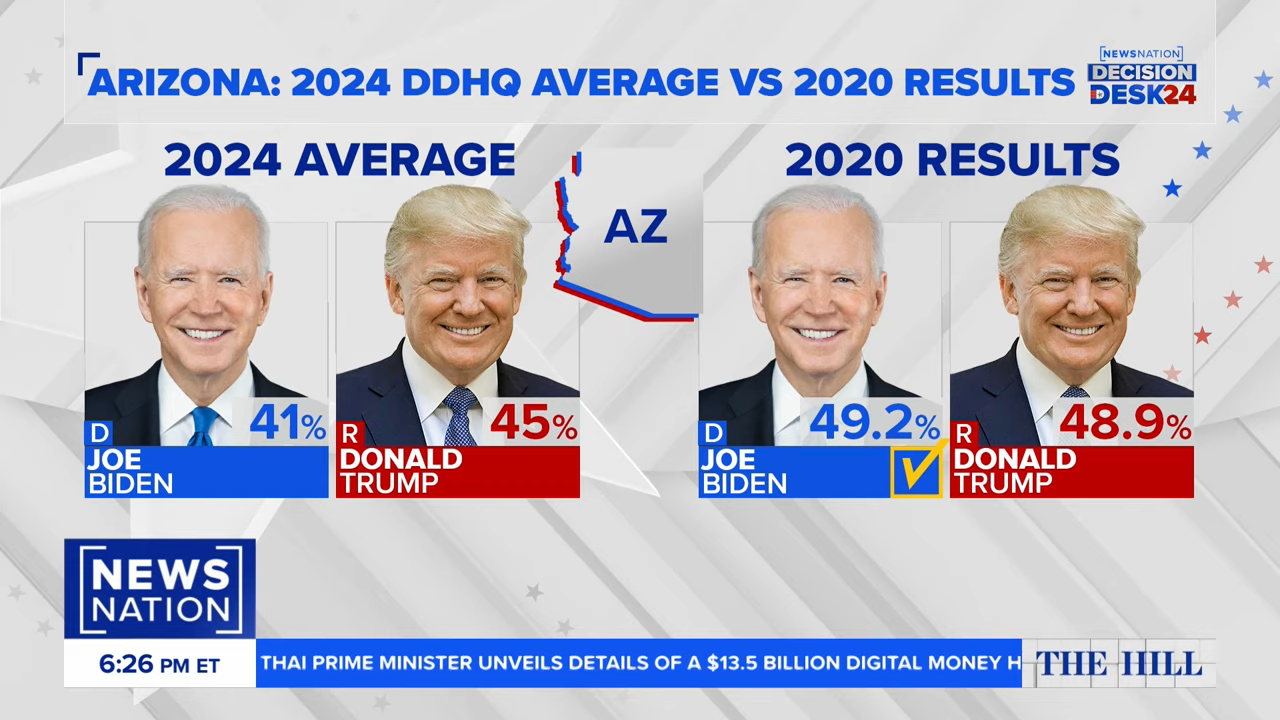 ARIZONA: 2024 DDHQ AVERAGE VS 2020 RESULTS
NEWSNATION
DECISION
DESK24
2024 AVERAGE
AZ
2020 RESULTS
41%
D
JOE
BIDEN
45%
R
DONALD
TRUMP
49.2%
D
JOE
BIDEN
48.9%
R
DONALD
TRUMP
NEWS
NATION
6:26 PM ET
THAI PRIME MINISTER UNVEILS DETAILS OF A $13.5 BILLION DIGITAL MONEY H
THE HILL